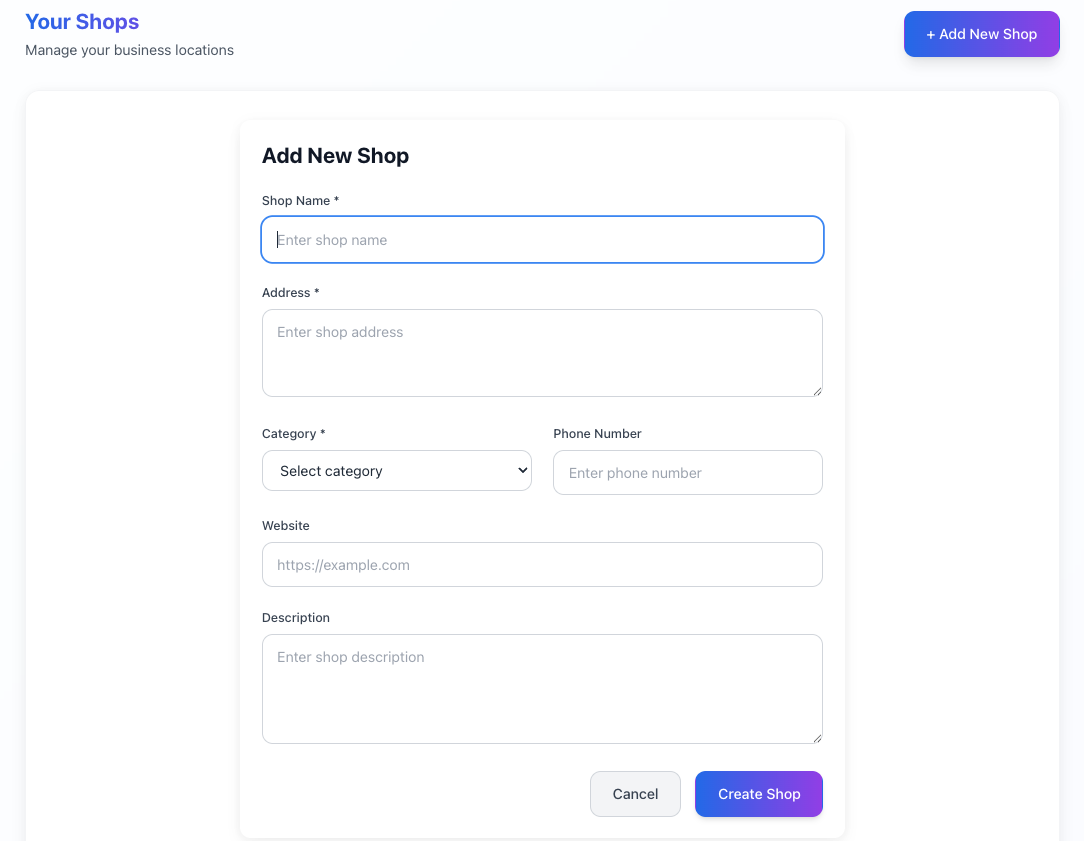 Your Shops
Manage your business locations
+ Add New Shop
Add New Shop
Shop Name *
Enter shop name
Address *
Enter shop address
Category *
Phone Number
Select category
Enter phone number
Website
https://example.com
Description
Enter shop description
Cancel
Create Shop